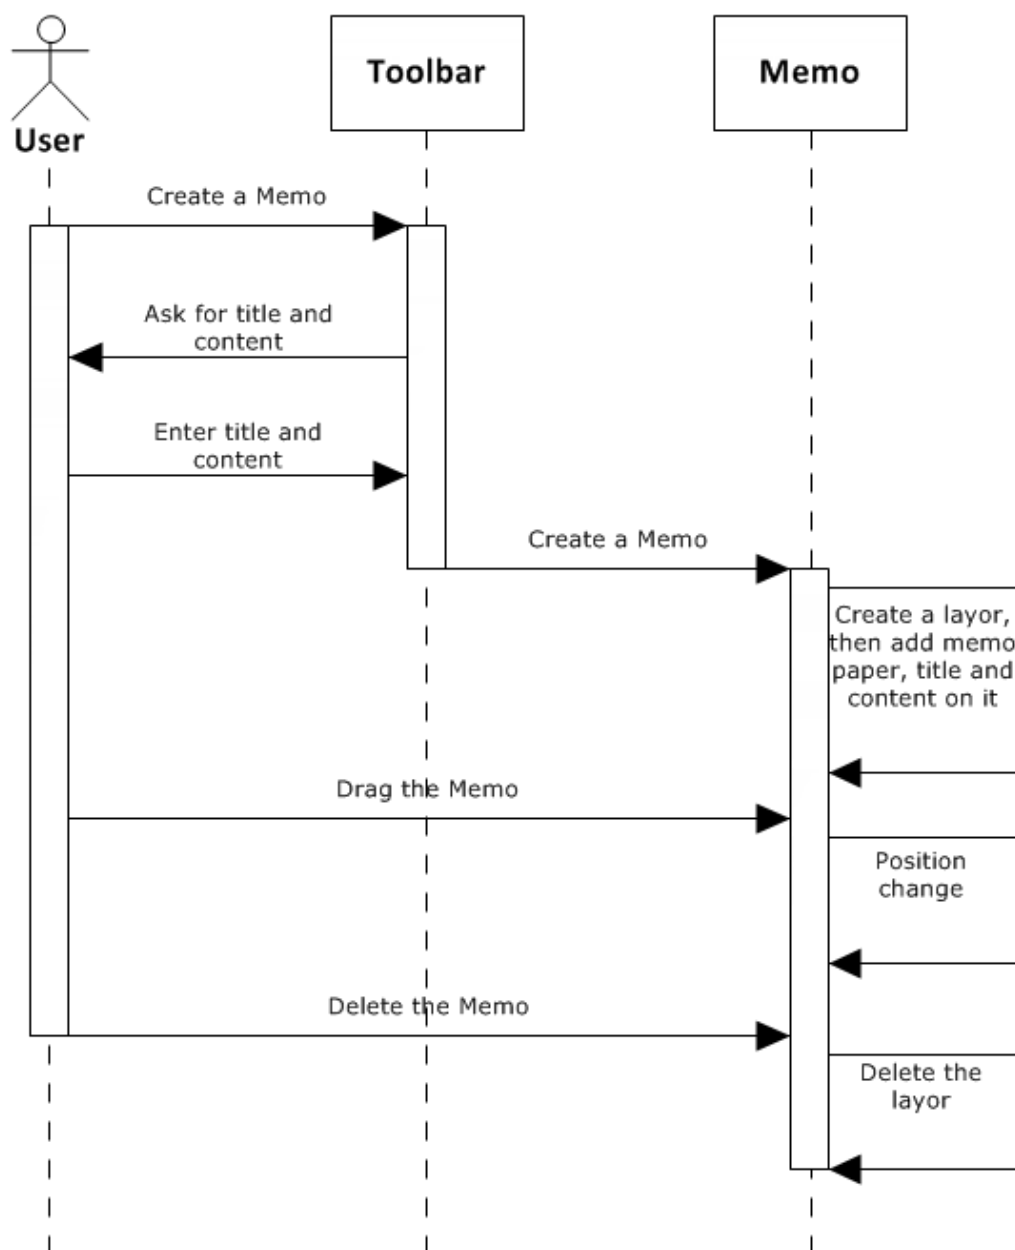 Toolbar
Memo
User
Create a Memo
Ask for title and
content
Enter title and
content
Create a Memo
Create a layor,
then add memo
paper, title and
content on it
Drag the Memo
Position
change
Delete the Memo
Delete the
layor